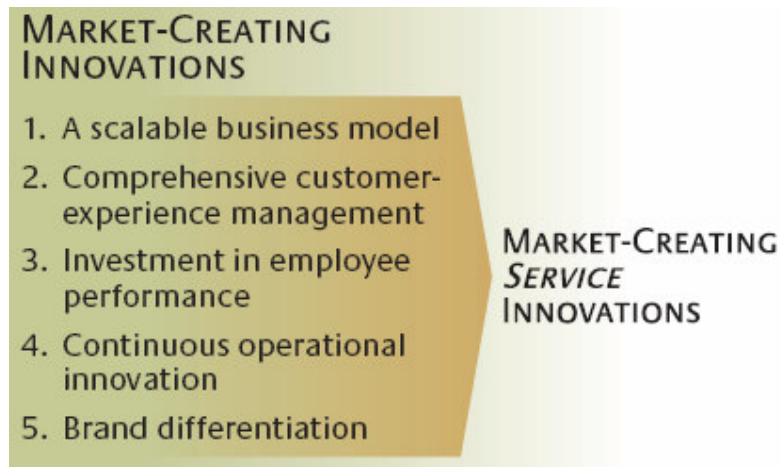 MARKET-CREATING
INNOVATIONS
1. A scalable business model
2. Comprehensive customer-
experience management
3. Investment in employee
performance
4. Continuous operational
innovation
5. Brand differentiation
MARKET-CREATING
SERVICE
INNOVATIONS